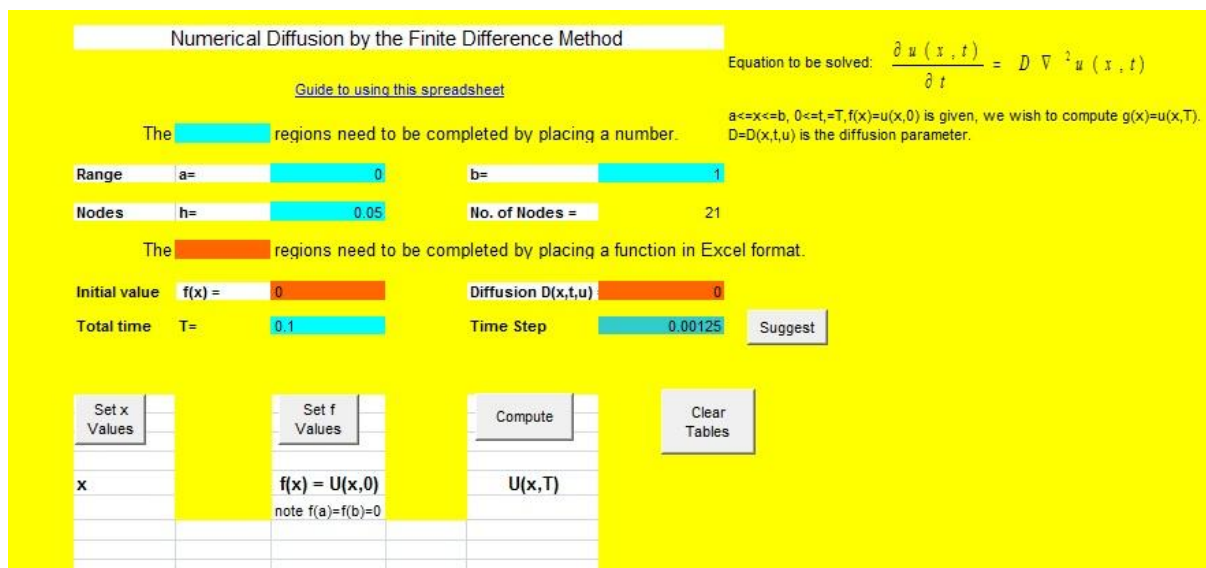 Numerical Diffusion by the Finite Difference Method
Equation to be solved: ∂ u ( x , t ) / ∂ t = D ∇ ² u ( x , t )
Guide to using this spreadsheet
a<=x<=b, 0<=t,=T,f(x)=u(x,0) is given, we wish to compute g(x)=u(x,T).
D=D(x,t,u) is the diffusion parameter.
The regions need to be completed by placing a number.
Range a= 0 b= 1
Nodes h= 0.05 No. of Nodes = 21
The regions need to be completed by placing a function in Excel format.
Initial value f(x) = 0 Diffusion D(x,t,u) 0
Total time T= 0.1 Time Step 0.00125 Suggest
Set x Values
Set f Values
Compute
Clear Tables
x f(x) = U(x,0) U(x,T)
note f(a)=f(b)=0